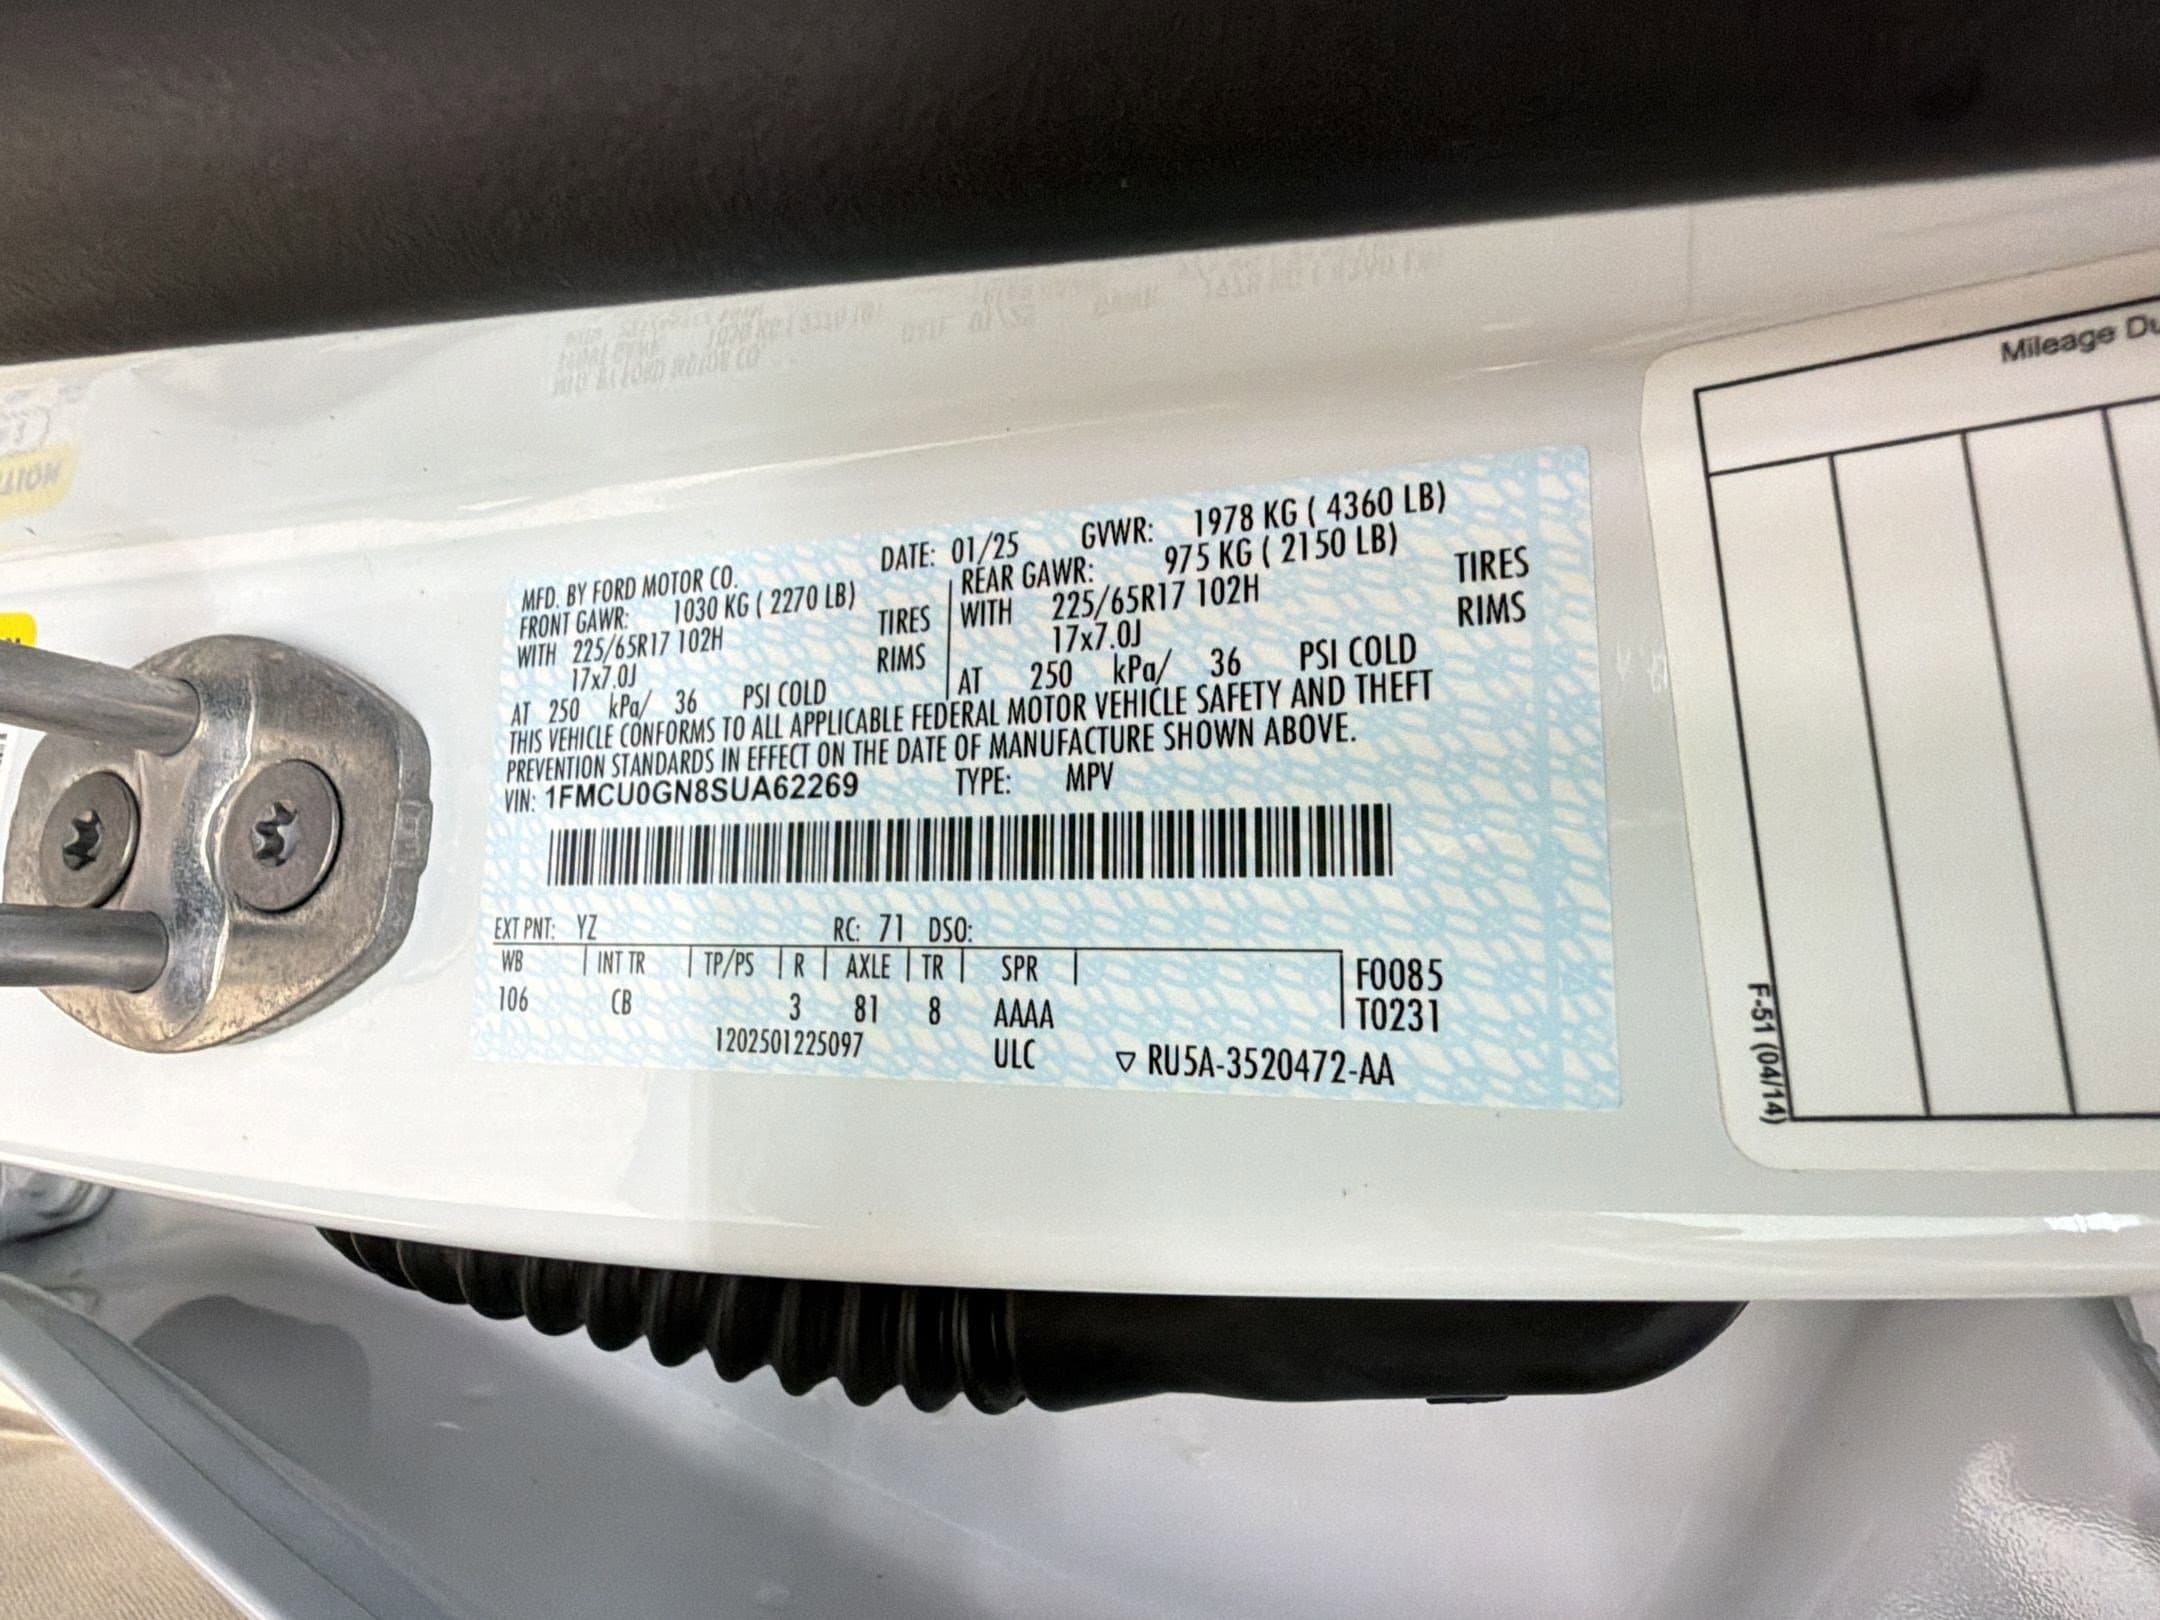 MFD. BY FORD MOTOR CO. DATE: 01/25 GVWR: 1978 KG ( 4360 LB)
FRONT GAWR: 1030 KG ( 2270 LB) REAR GAWR: 975 KG ( 2150 LB)
WITH 225/65R17 102H TIRES WITH 225/65R17 102H TIRES
17x7.0J RIMS 17x7.0J RIMS
AT 250 kPa/ 36 PSI COLD AT 250 kPa/ 36 PSI COLD
THIS VEHICLE CONFORMS TO ALL APPLICABLE FEDERAL MOTOR VEHICLE SAFETY AND THEFT
PREVENTION STANDARDS IN EFFECT ON THE DATE OF MANUFACTURE SHOWN ABOVE.
VIN: 1FMCU0GN8SUA62269 TYPE: MPV
EXT PNT: YZ RC: 71 DSO:
WB INT TR TP/PS R AXLE TR SPR F0085
106 CB 3 81 8 AAAA T0231
1202501225097 ULC ▽ RU5A-3520472-AA
Mileage
F-51 (04/14)